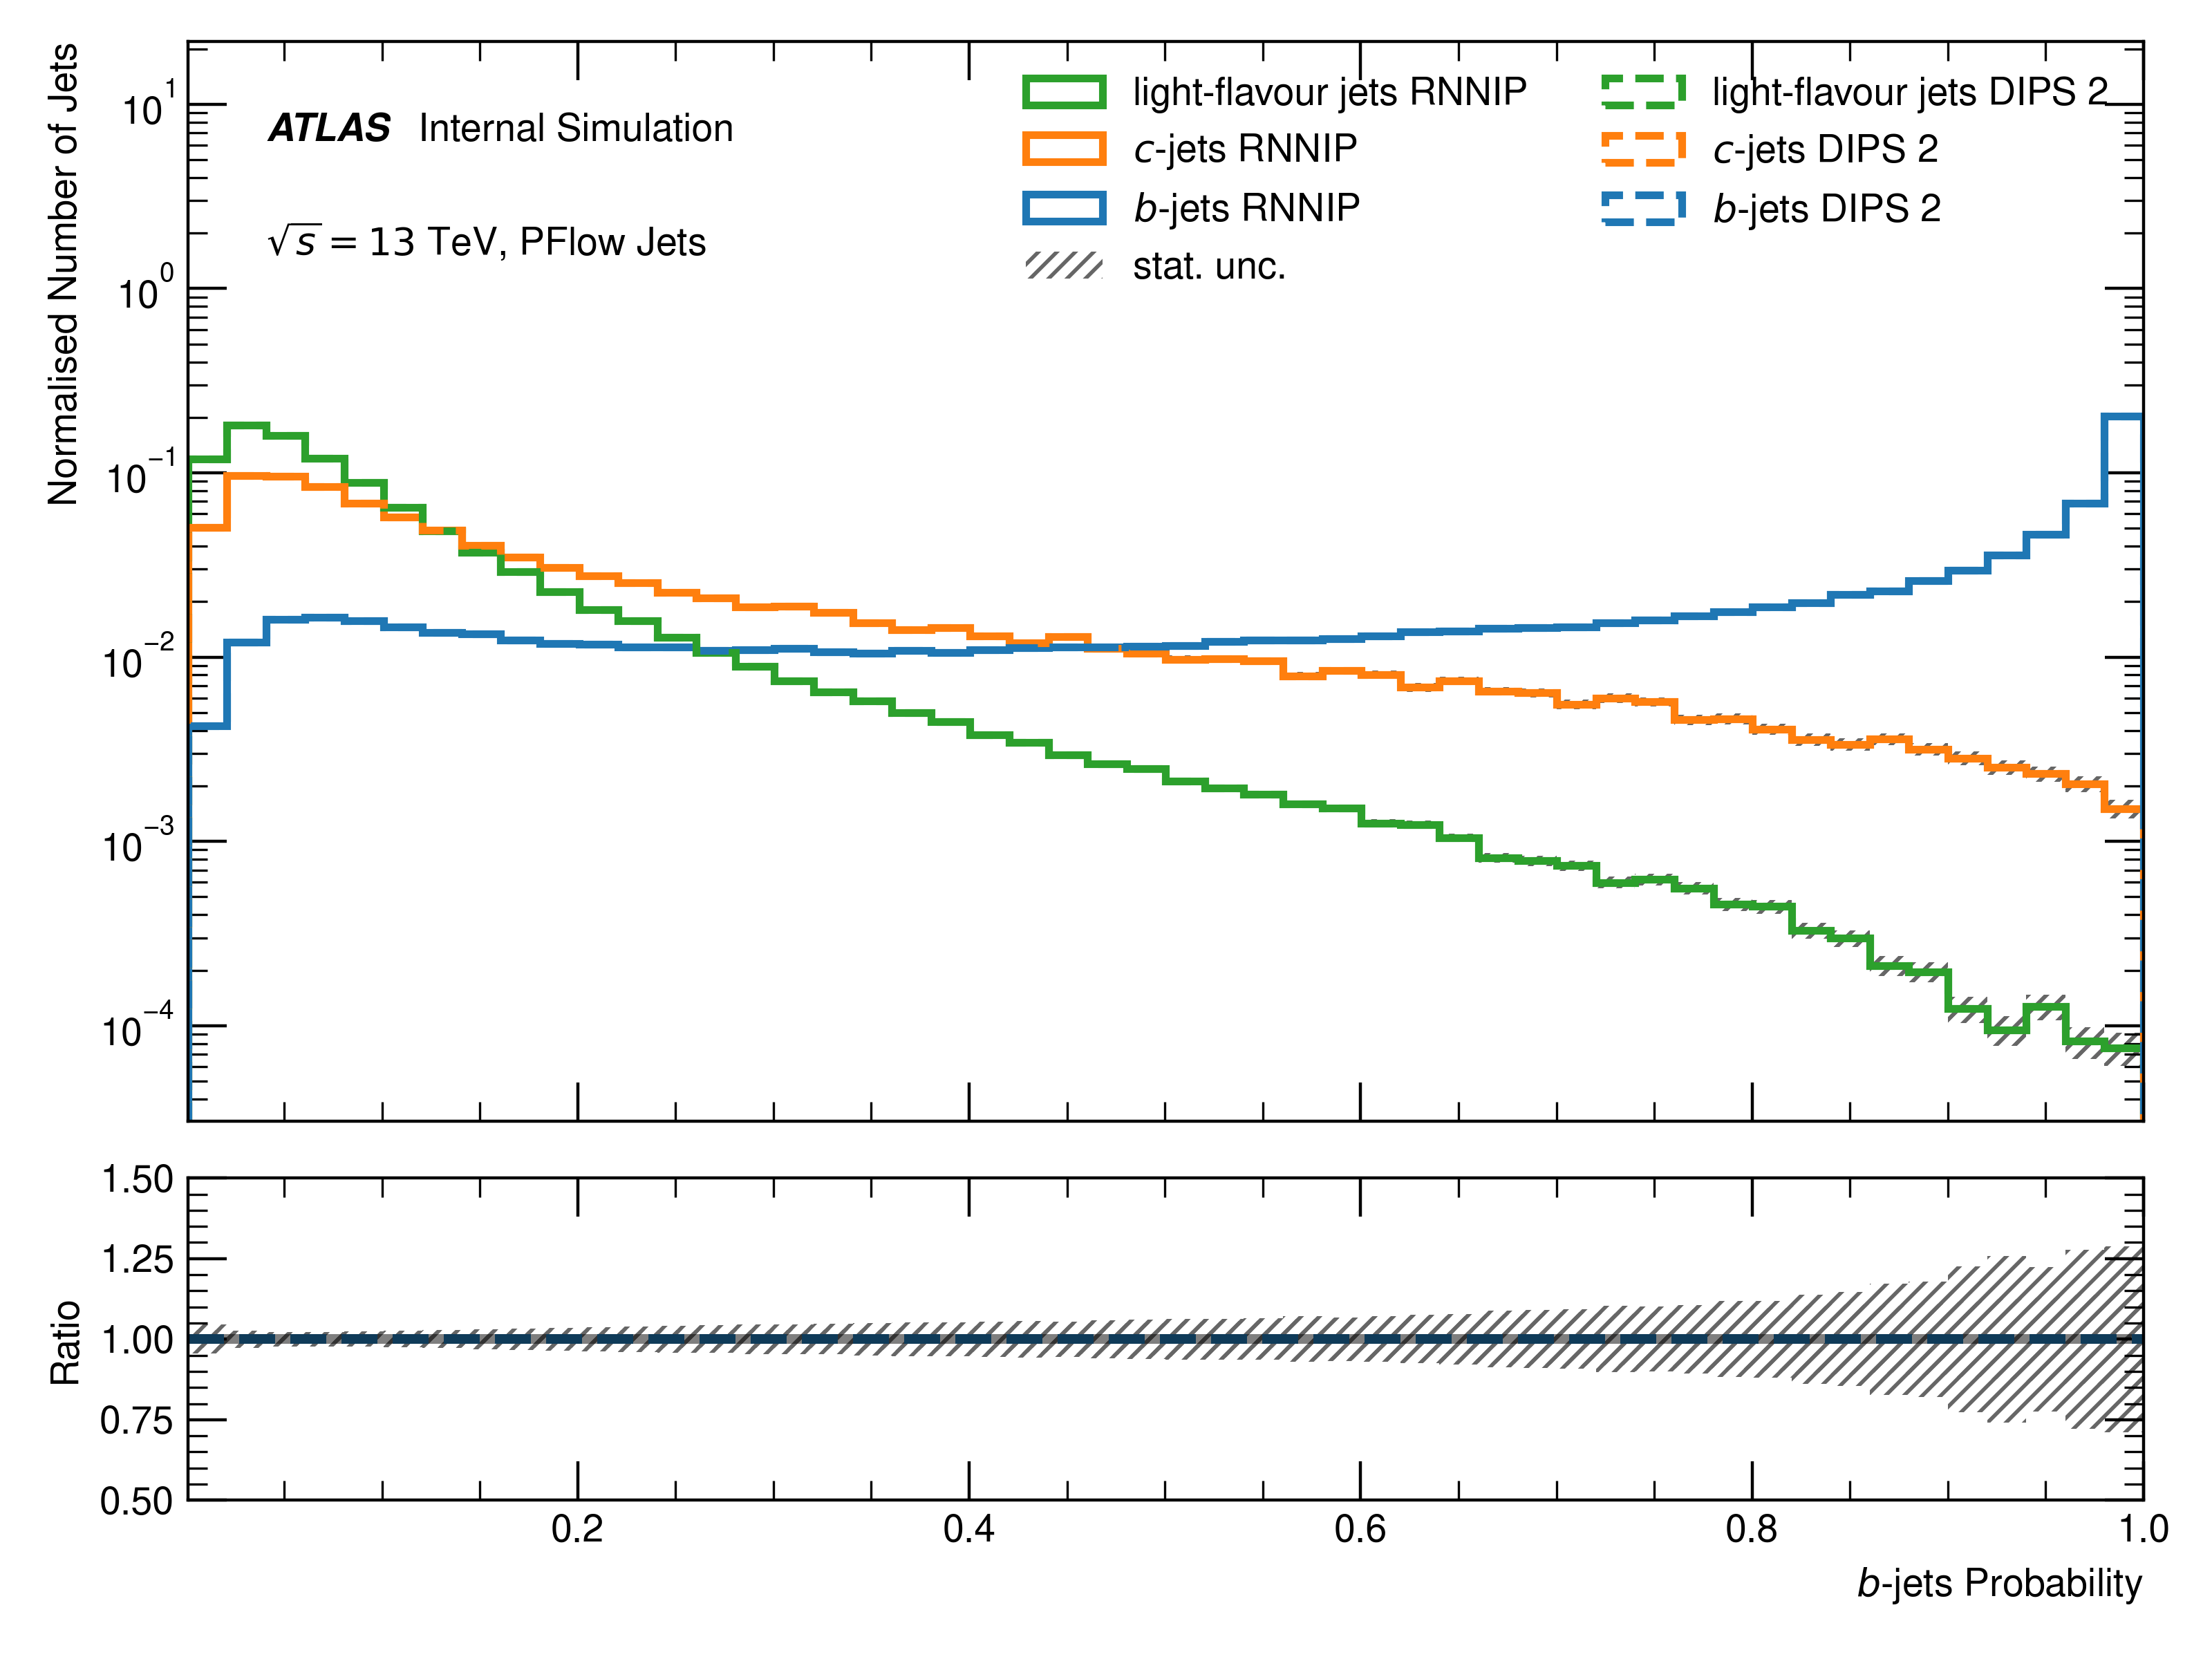 Normalised Number of Jets
10^1
10^0
10^−1
10^−2
10^−3
10^−4
ATLAS Internal Simulation
√s = 13 TeV, PFlow Jets
light-flavour jets RNNIP
c-jets RNNIP
b-jets RNNIP
stat. unc.
light-flavour jets DIPS 2
c-jets DIPS 2
b-jets DIPS 2
Ratio
1.50
1.25
1.00
0.75
0.50
0.2 0.4 0.6 0.8 1.0
b-jets Probability